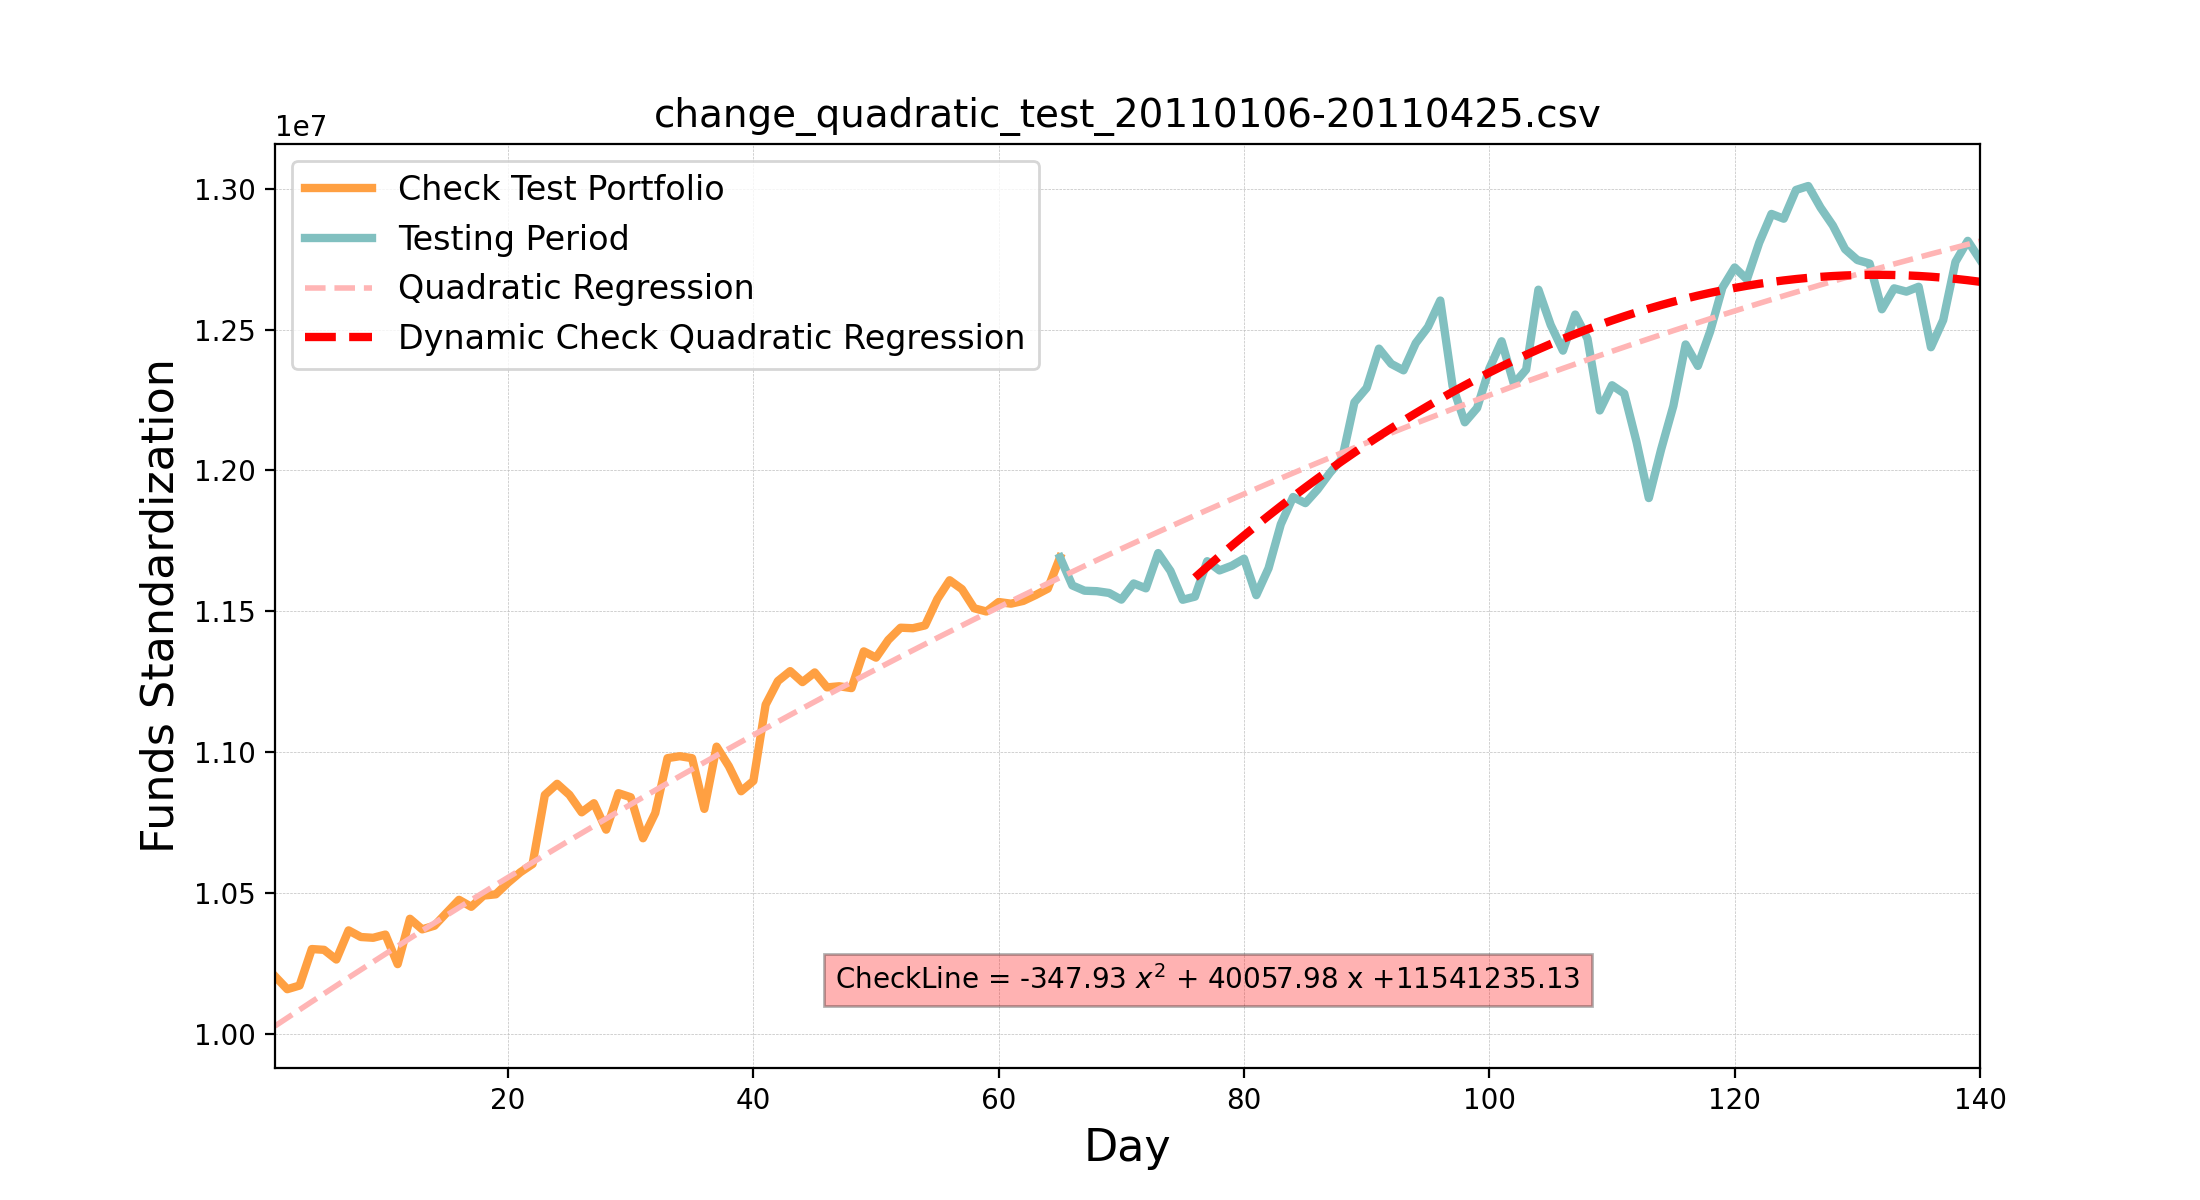 change_quadratic_test_20110106-20110425.csv
1e7
Check Test Portfolio
Testing Period
Quadratic Regression
Dynamic Check Quadratic Regression
1.30
1.25
1.20
1.15
1.10
1.05
1.00
Funds Standardization
CheckLine = -347.93 x² + 40057.98 x +11541235.13
20 40 60 80 100 120 140
Day